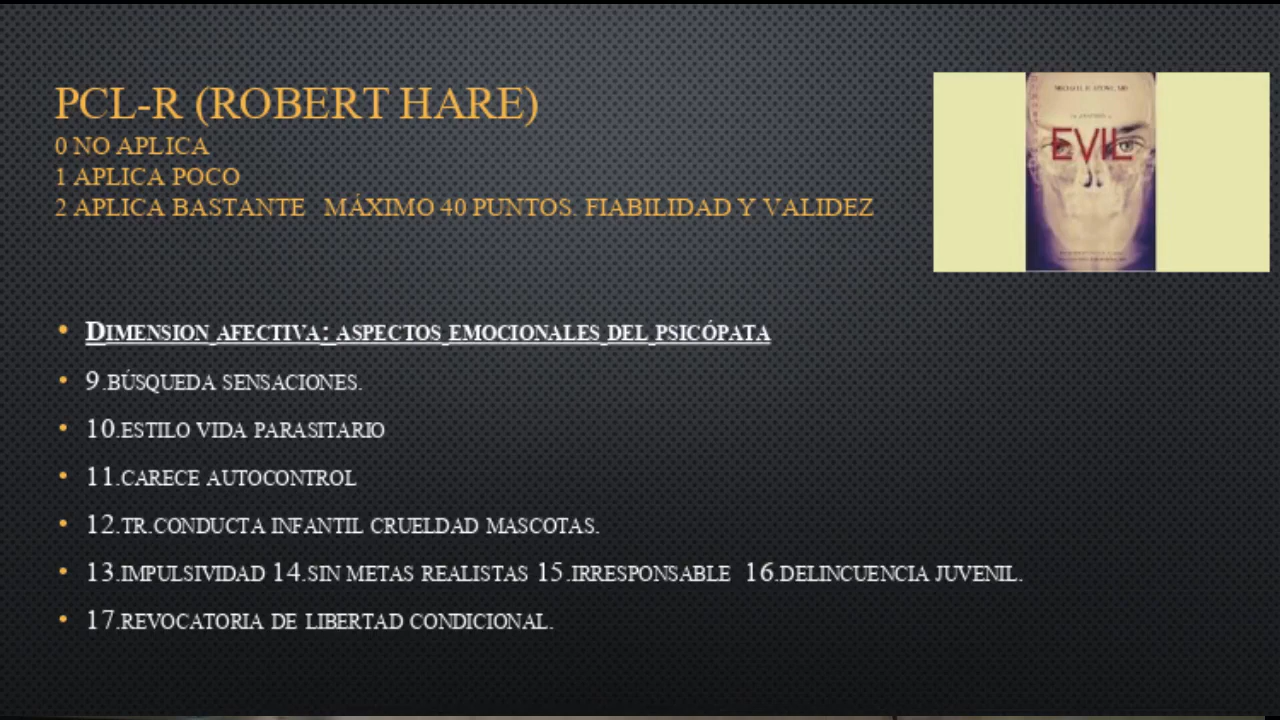 PCL-R (ROBERT HARE)
0 NO APLICA
1 APLICA POCO
2 APLICA BASTANTE MÁXIMO 40 PUNTOS. FIABILIDAD Y VALIDEZ
EVIL
DIMENSION AFECTIVA: ASPECTOS EMOCIONALES DEL PSICÓPATA
9.BÚSQUEDA SENSACIONES.
10.ESTILO VIDA PARASITARIO
11.CARECE AUTOCONTROL
12.TR.CONDUCTA INFANTIL CRUELDAD MASCOTAS.
13.IMPULSIVIDAD 14.SIN METAS REALISTAS 15.IRRESPONSABLE 16.DELINCUENCIA JUVENIL.
17.REVOCATORIA DE LIBERTAD CONDICIONAL.